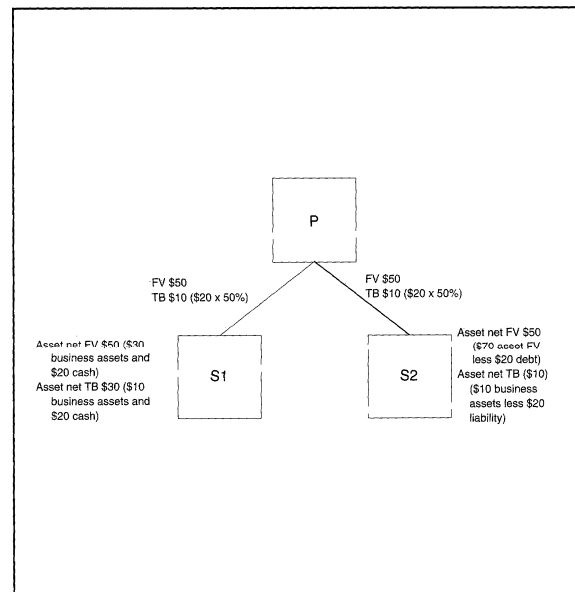 P
FV $50
TB $10 ($20 x 50%)
FV $50
TB $10 ($20 x 50%)
Asset net FV $50 ($30
business assets and
$20 cash)
Asset net TB $30 ($10
business assets and
$20 cash)
S1
S2
Asset net FV $50
($70 asset FV
less $20 debt)
Asset net TB ($10)
($10 business
assets less $20
liability)